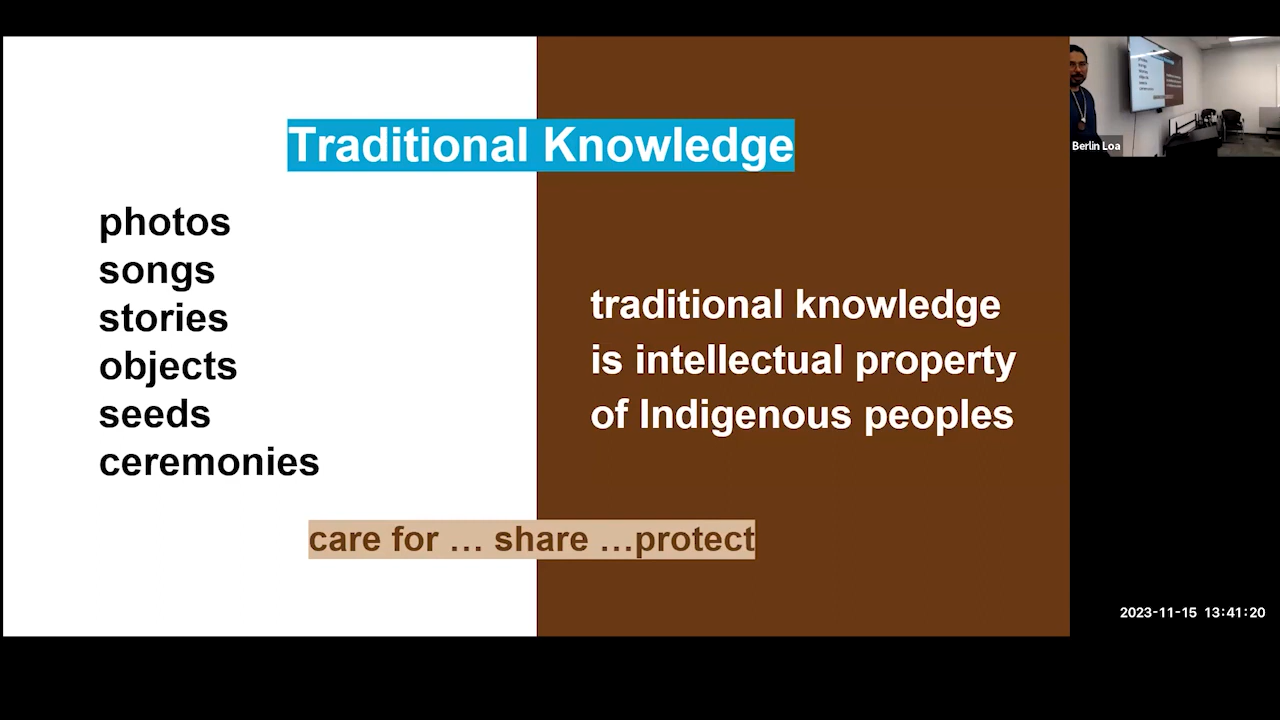 Traditional Knowledge
photos
songs
stories
objects
seeds
ceremonies
traditional knowledge
is intellectual property
of Indigenous peoples
care for … share …protect
Berlin Loa
2023-11-15 13:41:20